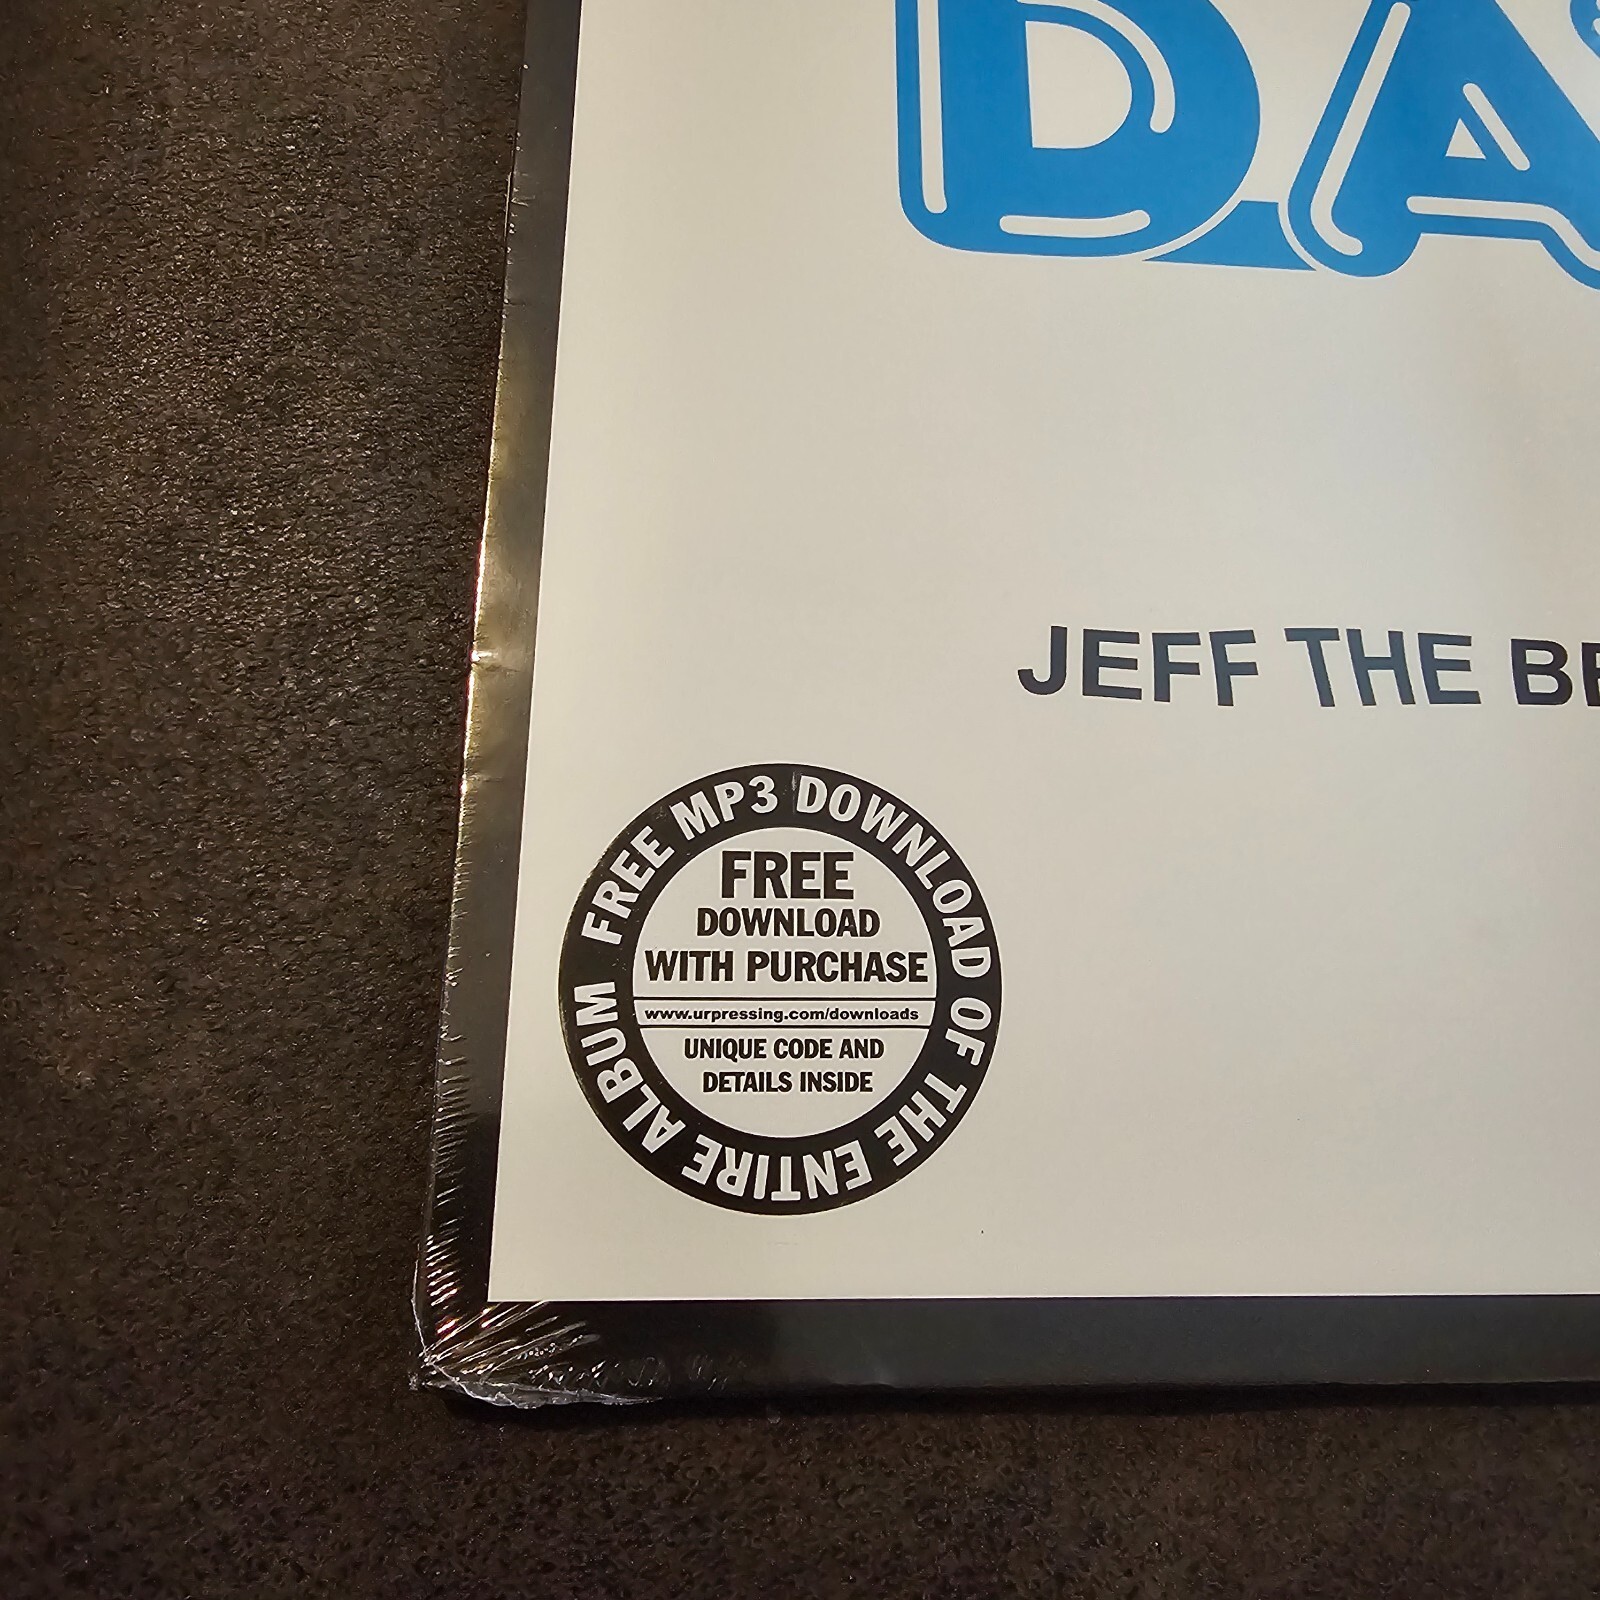 DA
JEFF THE BE
FREE MP3 DOWNLOAD OF THE ENTIRE ALBUM
FREE
DOWNLOAD
WITH PURCHASE
www.urpressing.com/downloads
UNIQUE CODE AND
DETAILS INSIDE